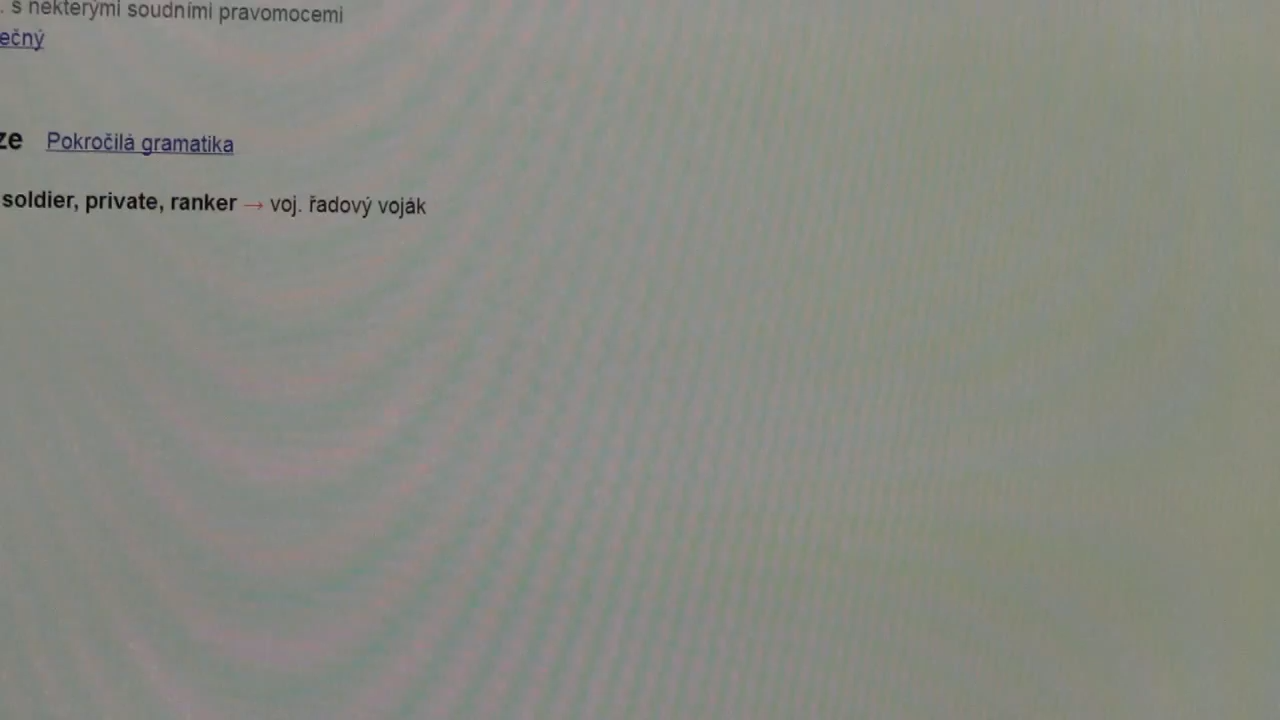 . s některými soudními pravomocemi
ečný
ze Pokročilá gramatika
soldier, private, ranker → voj. řadový voják